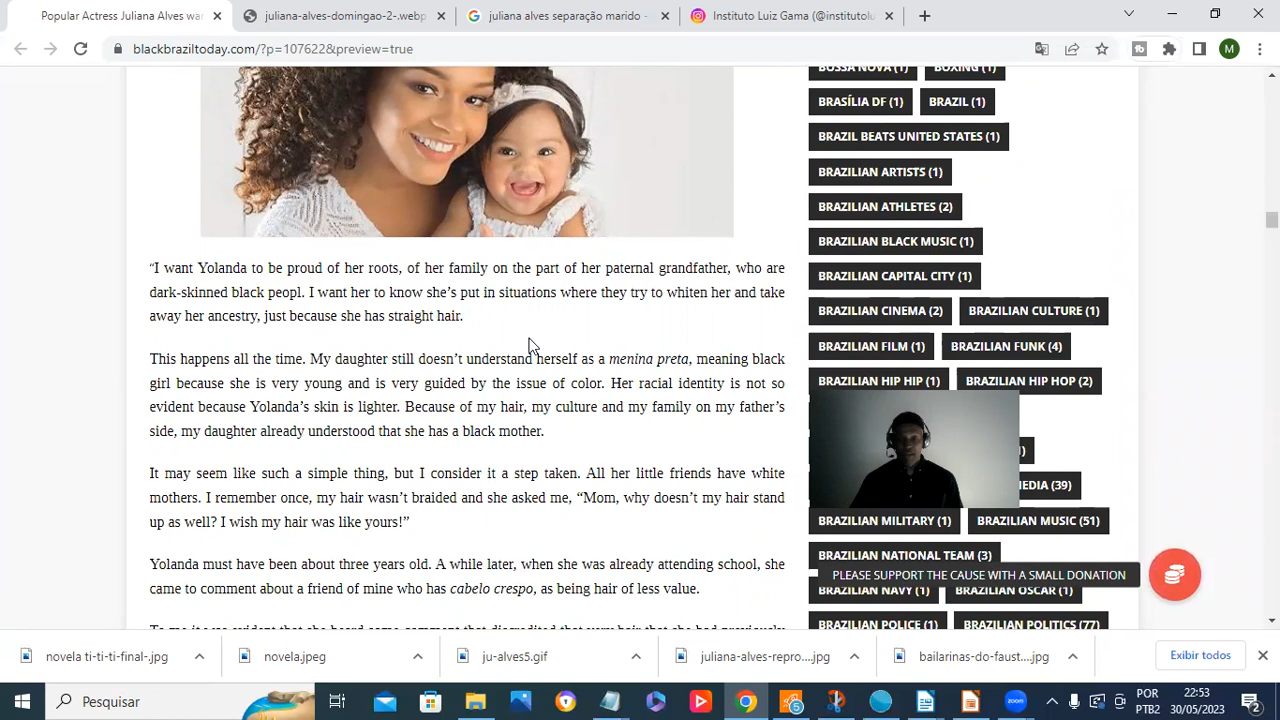 Popular Actress Juliana Alves war
juliana-alves-domingao-2-.webp
juliana alves separação marido -
Instituto Luiz Gama (@institutolu
blackbraziltoday.com/?p=107622&preview=true
M
BOSSA NOVA (1) BOXING (1)
BRASÍLIA DF (1) BRAZIL (1)
BRAZIL BEATS UNITED STATES (1)
BRAZILIAN ARTISTS (1)
BRAZILIAN ATHLETES (2)
BRAZILIAN BLACK MUSIC (1)
BRAZILIAN CAPITAL CITY (1)
BRAZILIAN CINEMA (2) BRAZILIAN CULTURE (1)
BRAZILIAN FILM (1) BRAZILIAN FUNK (4)
BRAZILIAN HIP HIP (1) BRAZILIAN HIP HOP (2)
EDIA (39)
BRAZILIAN MILITARY (1) BRAZILIAN MUSIC (51)
BRAZILIAN NATIONAL TEAM (3)
PLEASE SUPPORT THE CAUSE WITH A SMALL DONATION
BRAZILIAN NAVY (1) BRAZILIAN OSCAR (1)
BRAZILIAN POLICE (1) BRAZILIAN POLITICS (77)
“I want Yolanda to be proud of her roots, of her family on the part of her paternal grandfather, who are
dark-skinned black peopl. I want her to know she’s put in situations where they try to whiten her and take
away her ancestry, just because she has straight hair.
This happens all the time. My daughter still doesn’t understand herself as a menina preta, meaning black
girl because she is very young and is very guided by the issue of color. Her racial identity is not so
evident because Yolanda’s skin is lighter. Because of my hair, my culture and my family on my father’s
side, my daughter already understood that she has a black mother.
It may seem like such a simple thing, but I consider it a step taken. All her little friends have white
mothers. I remember once, my hair wasn’t braided and she asked me, “Mom, why doesn’t my hair stand
up as well? I wish my hair was like yours!”
Yolanda must have been about three years old. A while later, when she was already attending school, she
came to comment about a friend of mine who has cabelo crespo, as being hair of less value.
novela ti-ti-ti-final-.jpg
novela.jpeg
ju-alves5.gif
juliana-alves-repro....jpg
bailarinas-do-faust....jpg
Exibir todos
Pesquisar
5
zoom
POR
PTB2
22:53
30/05/2023
2